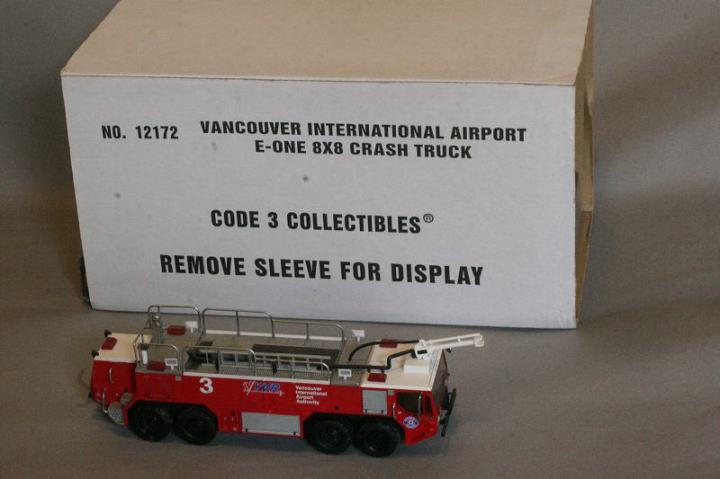 NO. 12172 VANCOUVER INTERNATIONAL AIRPORT
E-ONE 8X8 CRASH TRUCK
CODE 3 COLLECTIBLES®
REMOVE SLEEVE FOR DISPLAY
3
YVR
Vancouver
International
Airport
Authority